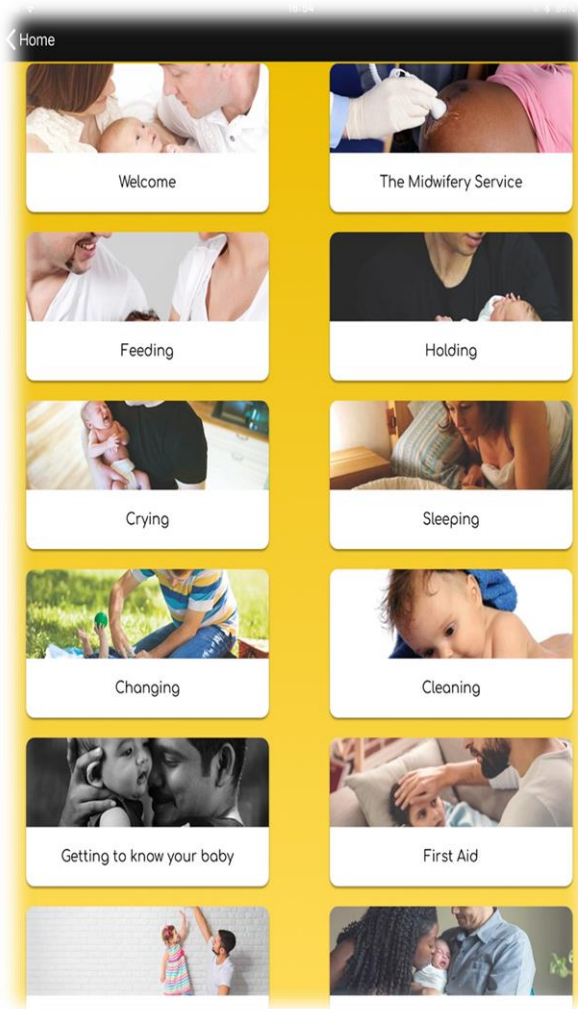 Home
Welcome
The Midwifery Service
Feeding
Holding
Crying
Sleeping
Changing
Cleaning
Getting to know your baby
First Aid